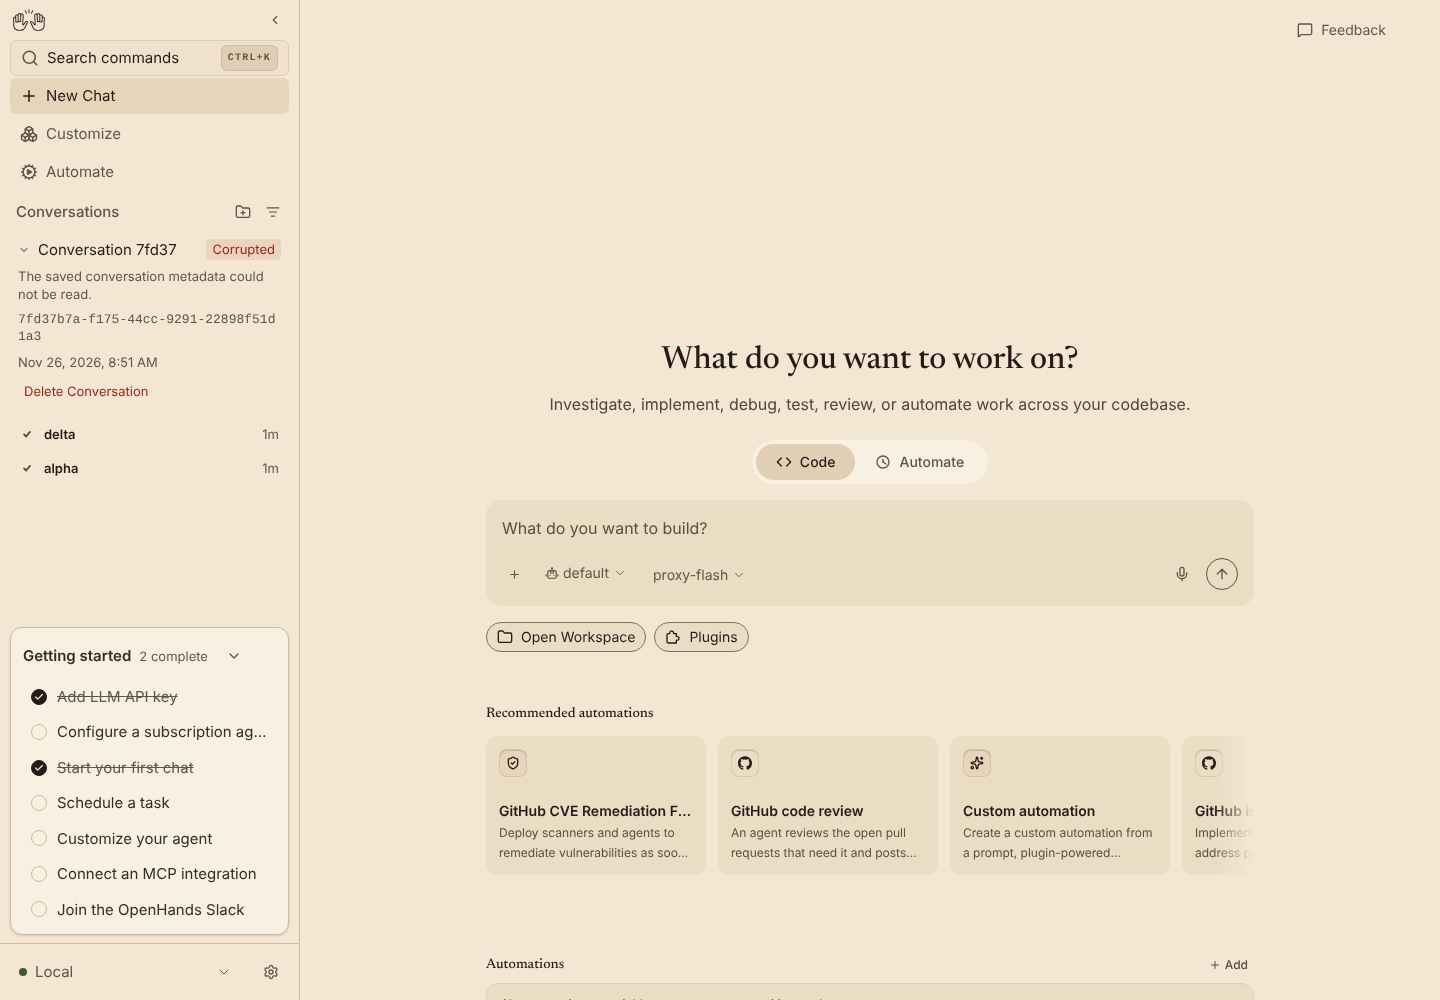 Search commands
CTRL+K
New Chat
Customize
Automate
Conversations
Conversation 7fd37
Corrupted
The saved conversation metadata could
not be read.
7fd37b7a-f175-44cc-9291-22898f51d
1a3
Nov 26, 2026, 8:51 AM
Delete Conversation
delta
1m
alpha
1m
Getting started
2 complete
Add LLM API key
Configure a subscription ag...
Start your first chat
Schedule a task
Customize your agent
Connect an MCP integration
Join the OpenHands Slack
Local
Feedback
What do you want to work on?
Investigate, implement, debug, test, review, or automate work across your codebase.
Code
Automate
What do you want to build?
default
proxy-flash
Open Workspace
Plugins
Recommended automations
GitHub CVE Remediation F...
Deploy scanners and agents to
remediate vulnerabilities as soo...
GitHub code review
An agent reviews the open pull
requests that need it and posts...
Custom automation
Create a custom automation from
a prompt, plugin-powered...
GitHub
address
Automations
Add